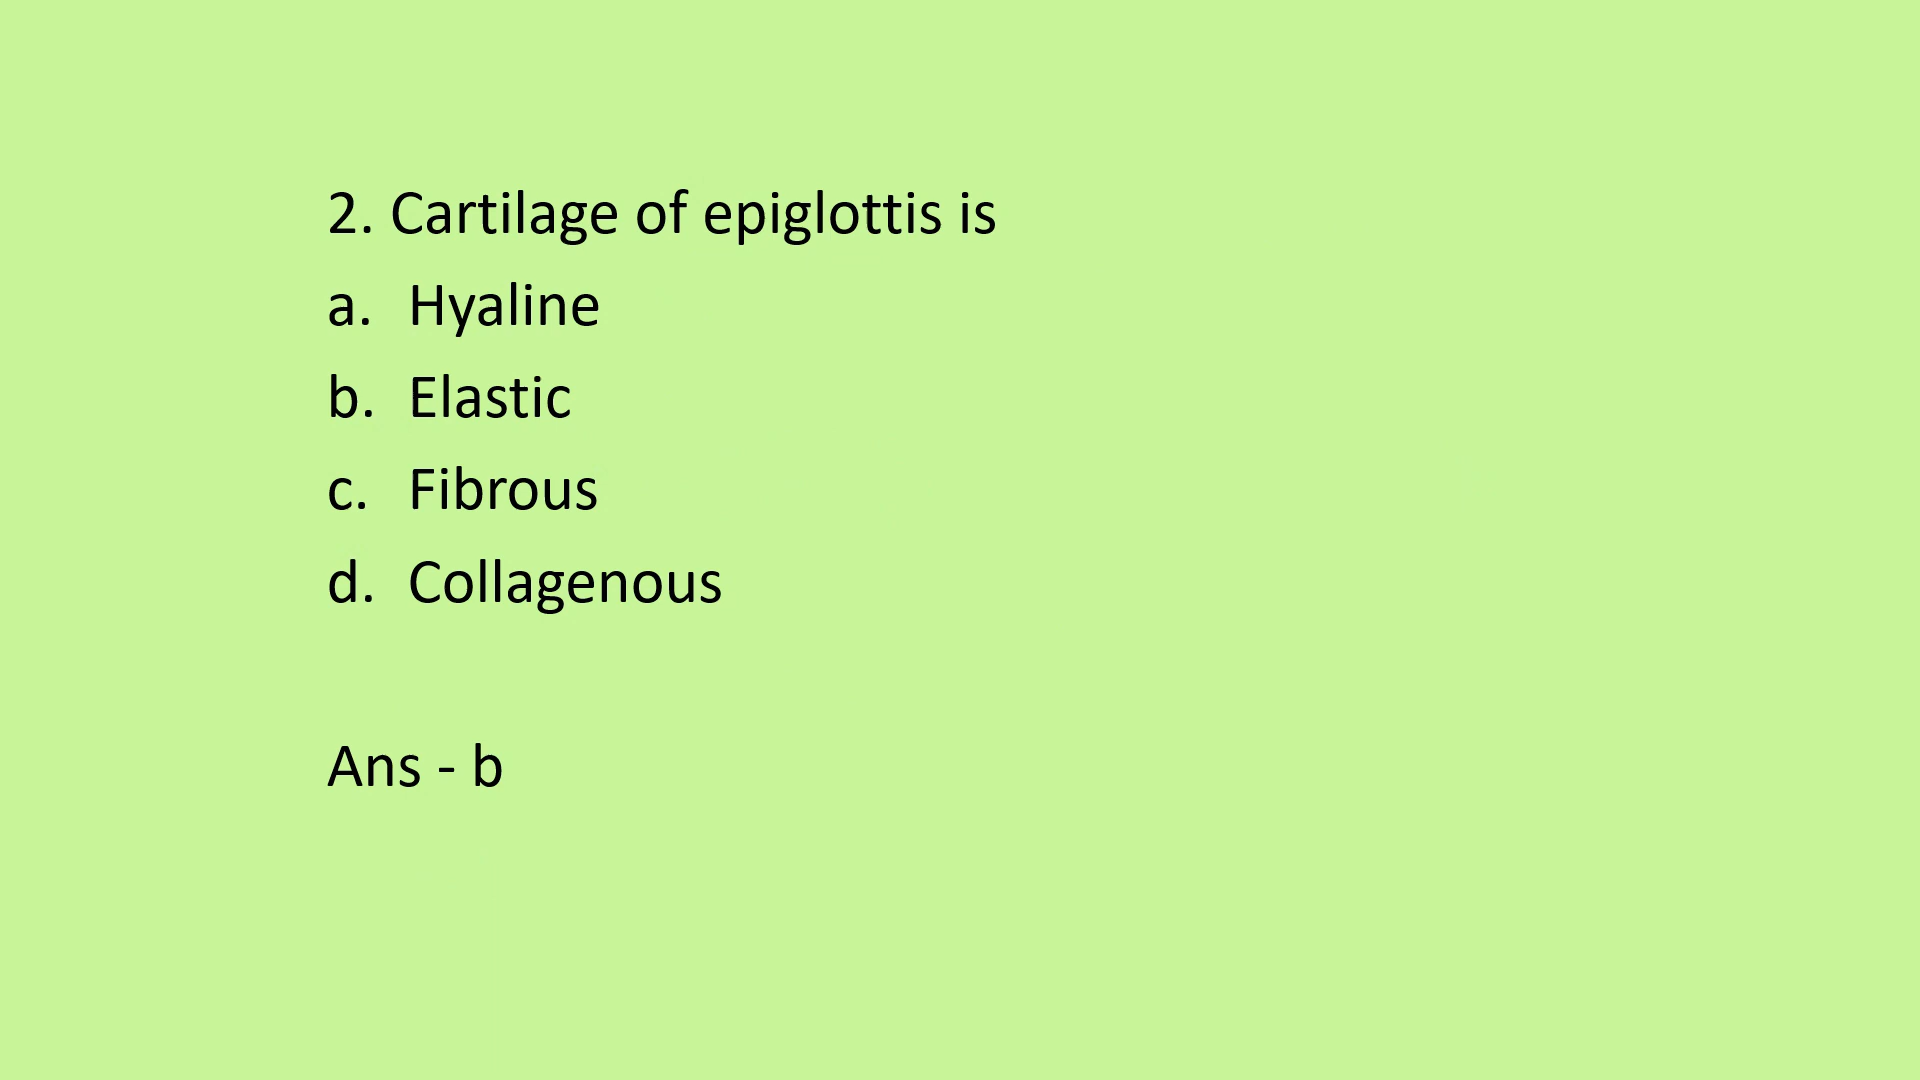 2. Cartilage of epiglottis is
a. Hyaline
b. Elastic
c. Fibrous
d. Collagenous
Ans - b